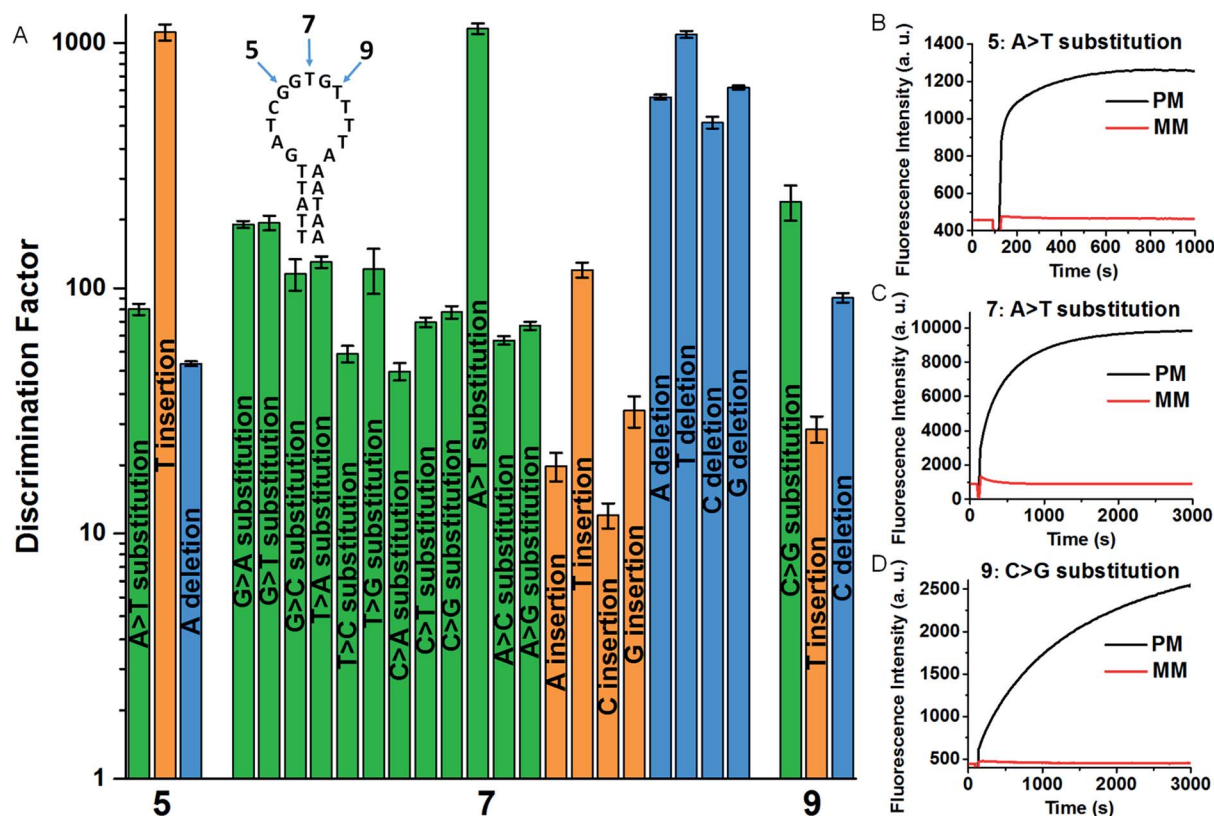 A
Discrimination Factor
1000
100
10
1
5
7
9
5
7
9
G G T G
C G T T
T T
A T
G A
T A
T A
A T
T A
T A
A>T substitution
T insertion
A deletion
G>A substitution
G>T substitution
G>C substitution
T>A substitution
T>C substitution
T>G substitution
C>A substitution
C>T substitution
C>G substitution
A>T substitution
A>C substitution
A>G substitution
A insertion
T insertion
C insertion
G insertion
A deletion
T deletion
C deletion
G deletion
C>G substitution
T insertion
C deletion
B
5: A>T substitution
Fluorescence Intensity (a. u.)
1400
1200
1000
800
600
400
PM
MM
0 200 400 600 800 1000
Time (s)
C
7: A>T substitution
Fluorescence Intensity (a. u.)
10000
8000
6000
4000
2000
0
PM
MM
0 1000 2000 3000
Time (s)
D
9: C>G substitution
Fluorescence Intensity (a. u.)
2500
2000
1500
1000
500
PM
MM
0 1000 2000 3000
Time (s)